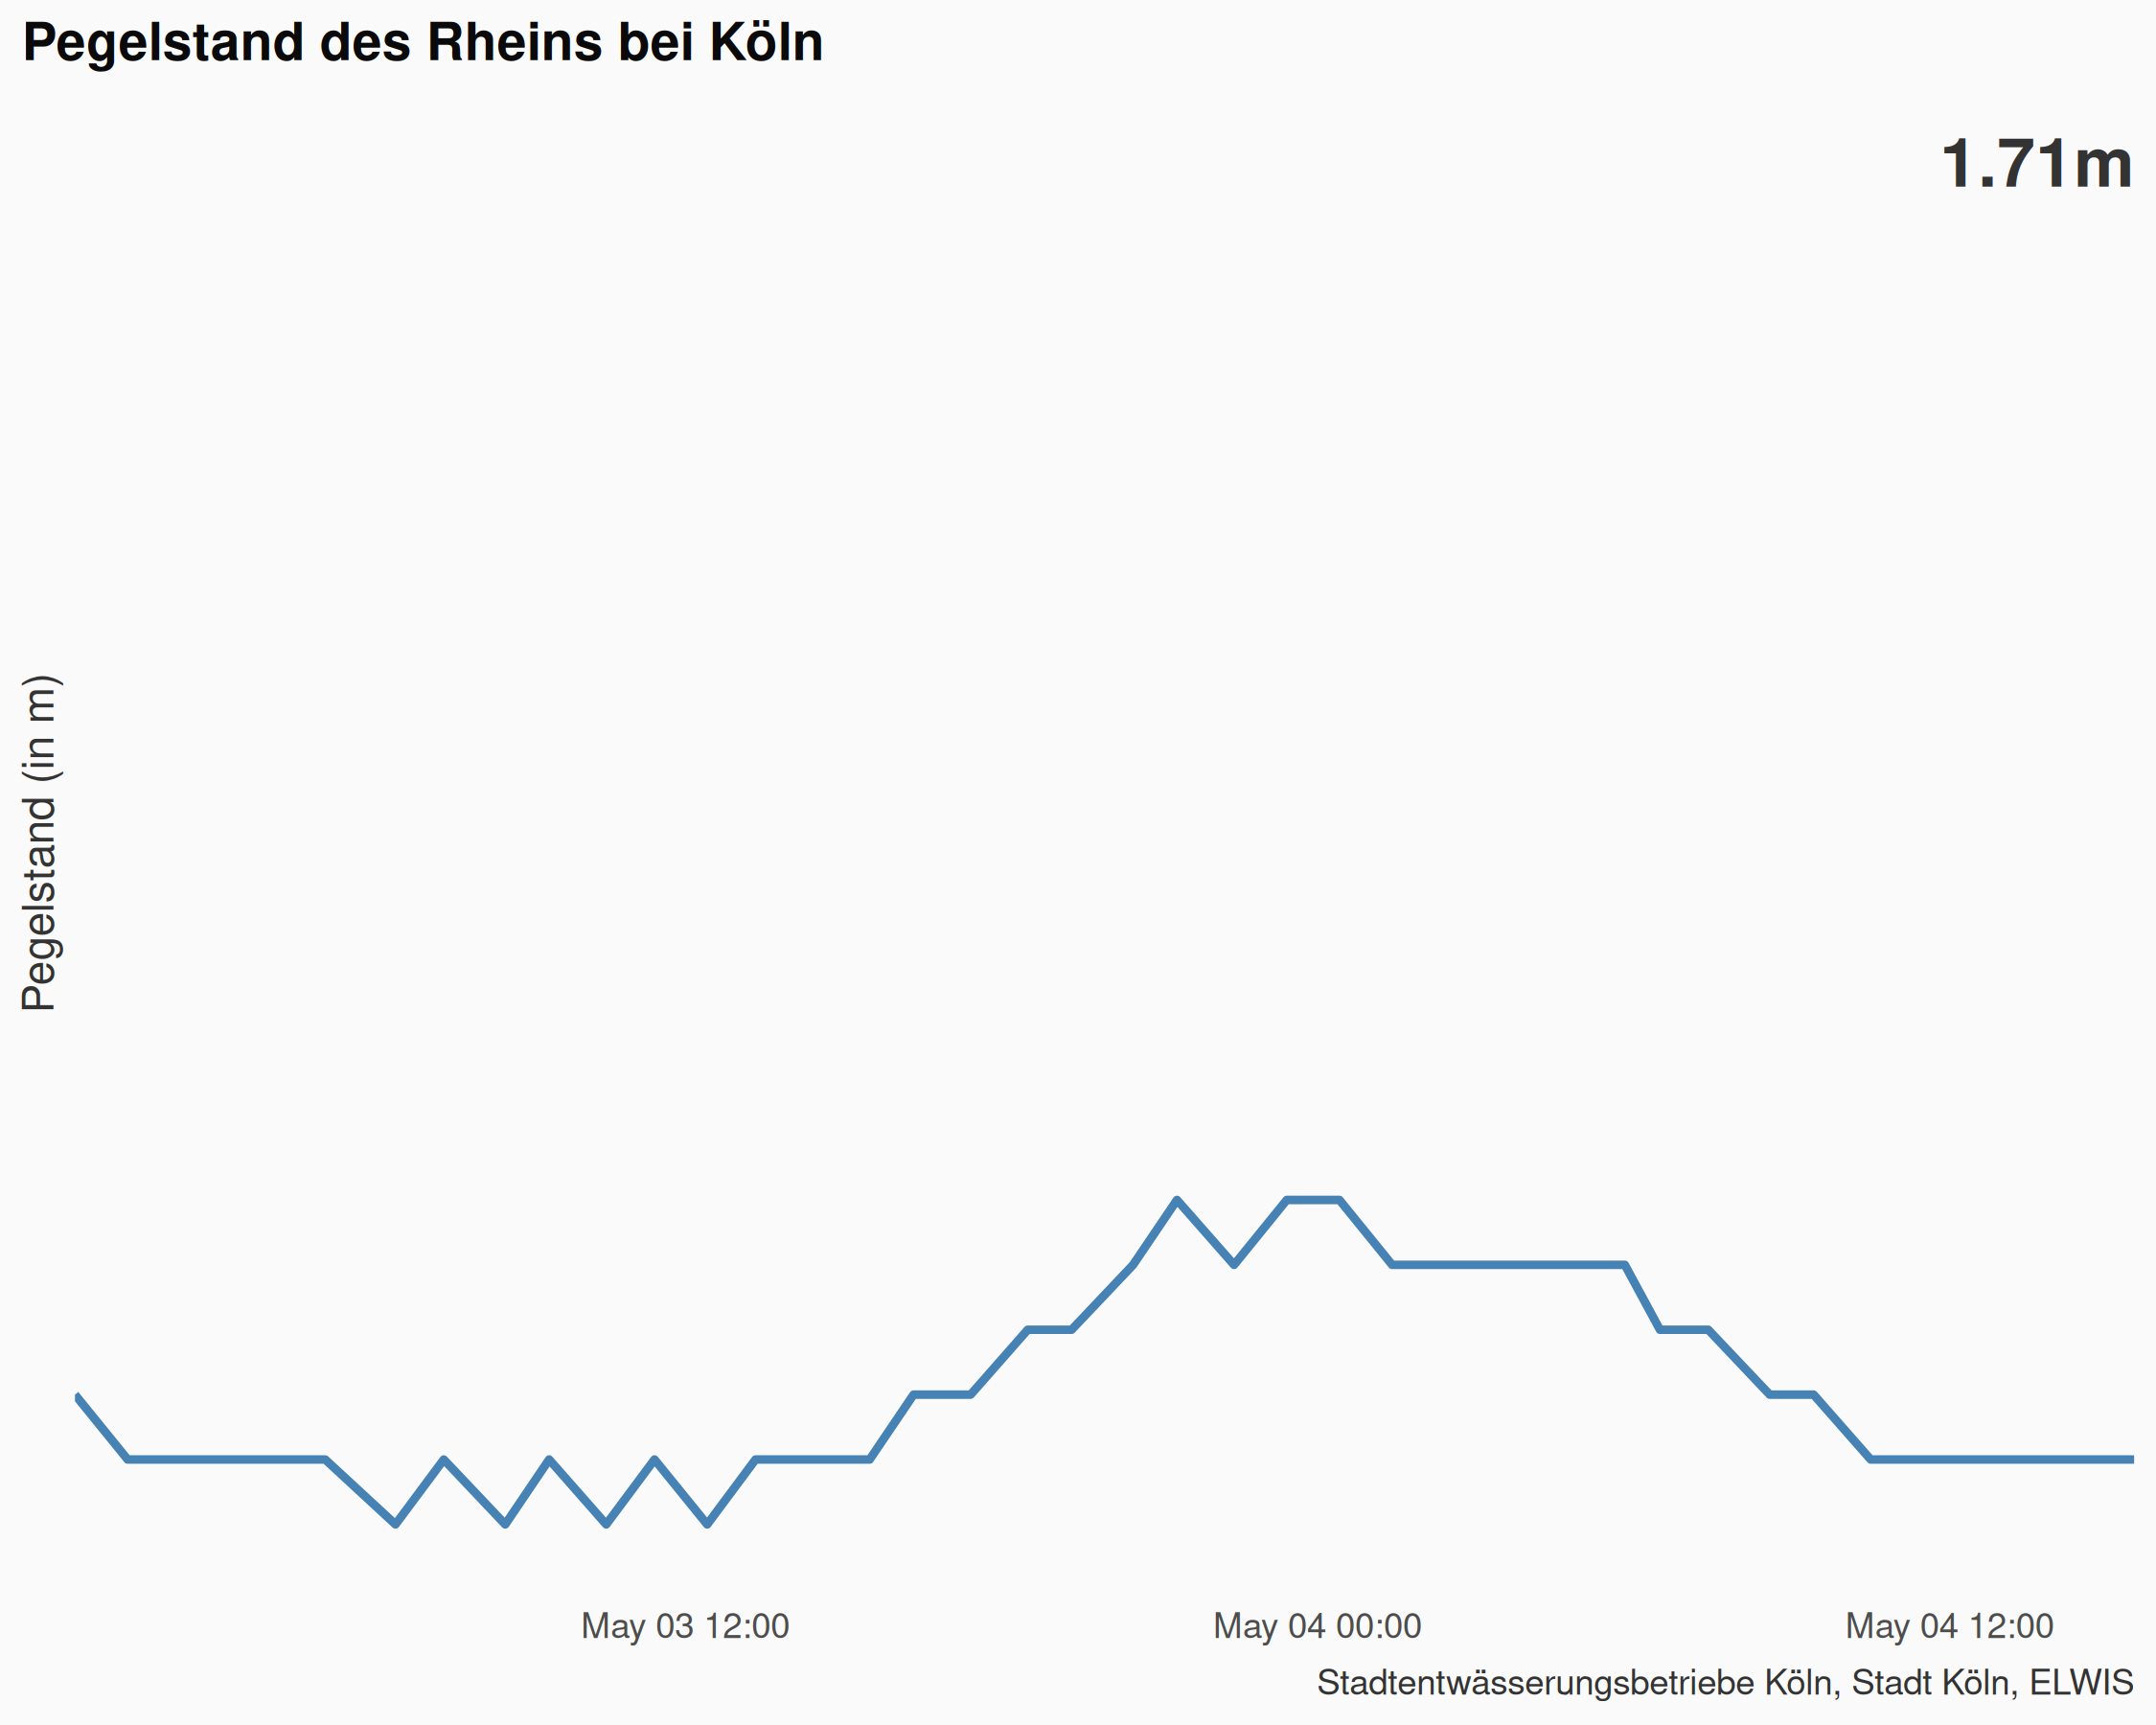 Pegelstand des Rheins bei Köln
1.71m
Pegelstand (in m)
May 03 12:00
May 04 00:00
May 04 12:00
Stadtentwässerungsbetriebe Köln, Stadt Köln, ELWIS